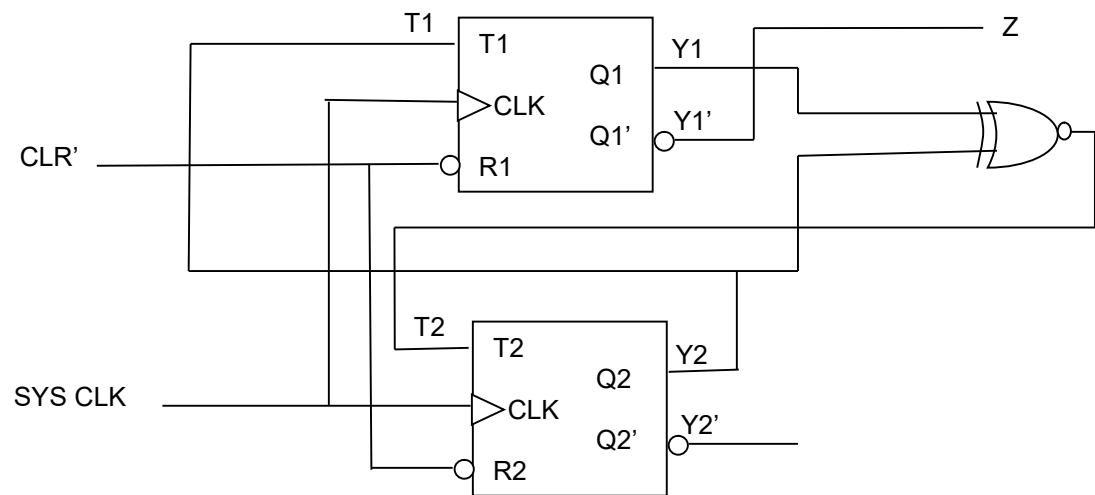 T1
T1
Q1
Y1
Z
CLK
Q1'
Y1'
CLR'
R1
T2
T2
Q2
Y2
SYS CLK
CLK
Q2'
Y2'
R2